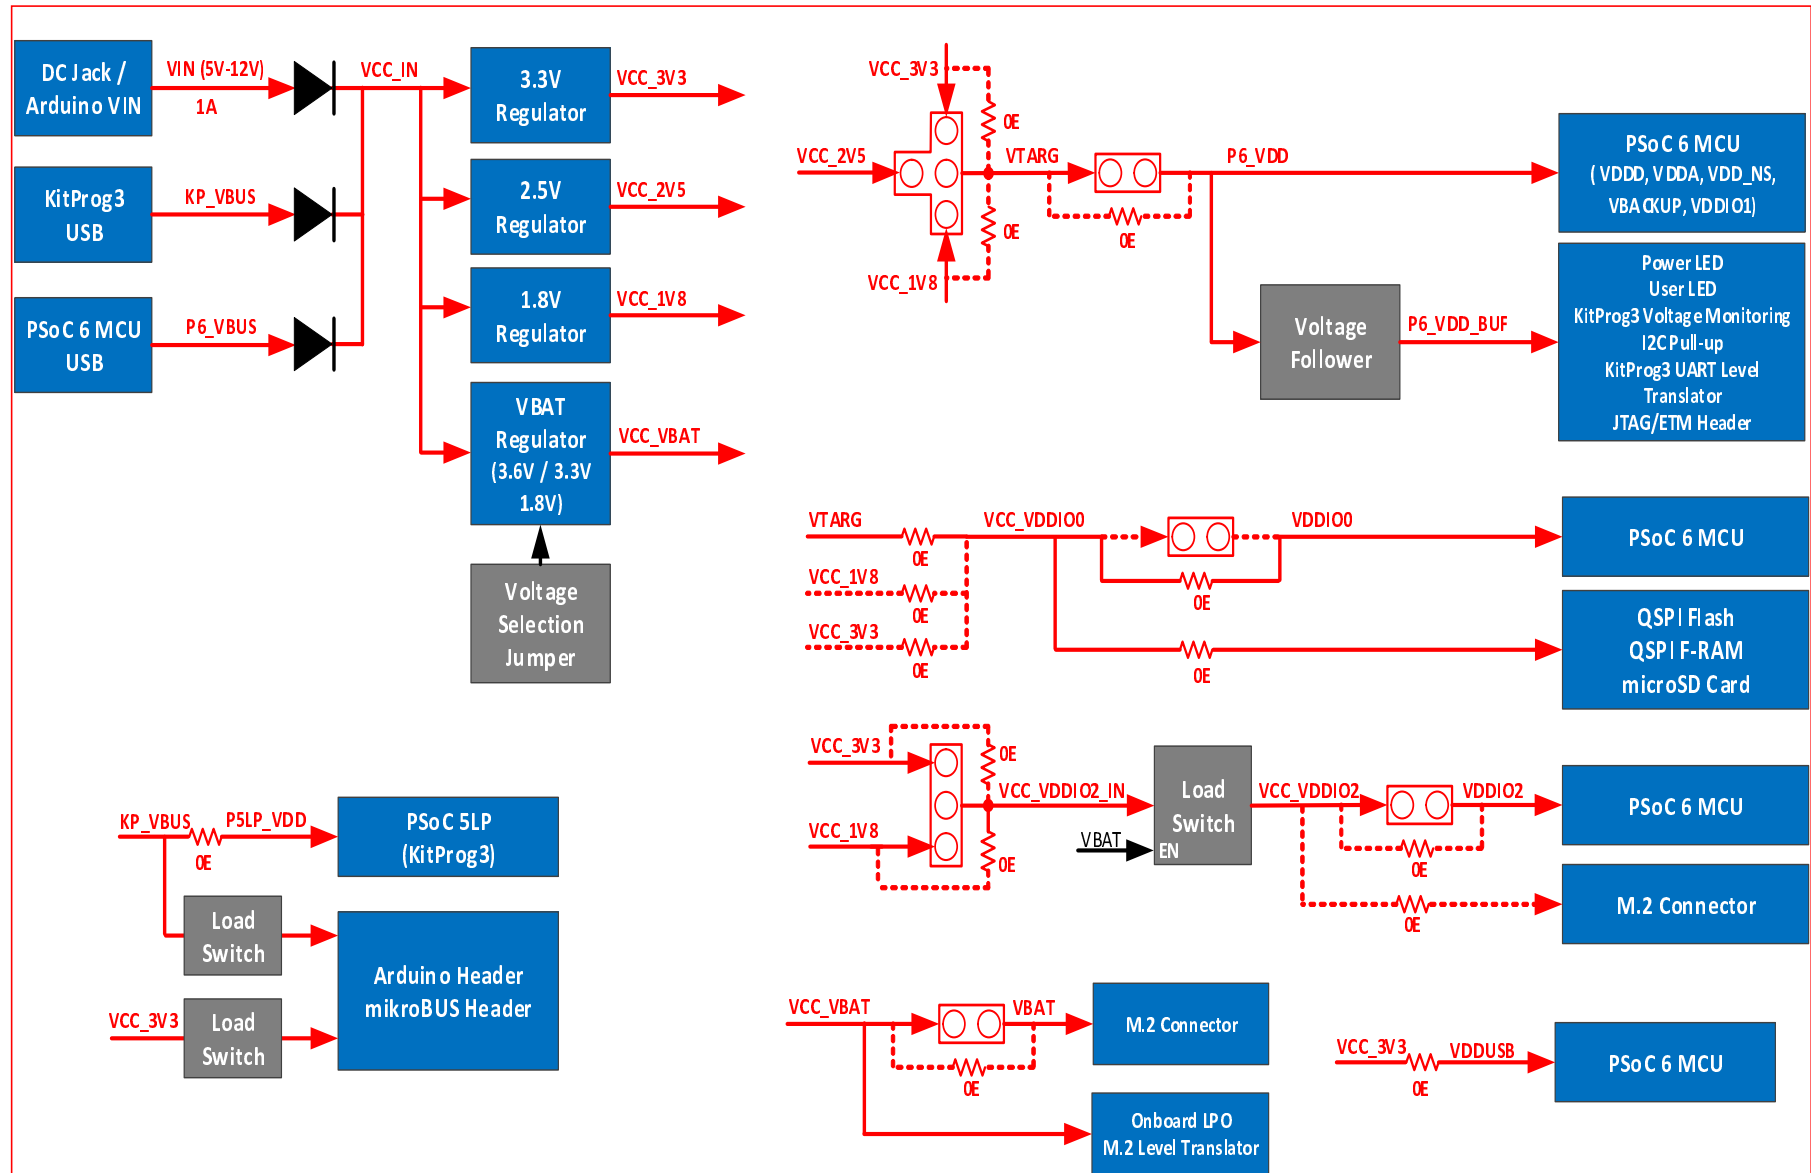 DC Jack /
Arduino VIN
VIN (5V-12V)
1A
VCC_IN
3.3V
Regulator
VCC_3V3
KitProg3
USB
KP_VBUS
2.5V
Regulator
VCC_2V5
PSoC 6 MCU
USB
P6_VBUS
1.8V
Regulator
VCC_1V8
VBAT
Regulator
(3.6V / 3.3V
1.8V)
VCC_VBAT
Voltage
Selection
Jumper
VCC_3V3
0E
VCC_2V5
VTARG
0E
VCC_1V8
0E
P6_VDD
PSoC 6 MCU
( VDDD, VDDA, VDD_NS,
VBACKUP, VDDIO1)
Voltage
Follower
P6_VDD_BUF
Power LED
User LED
KitProg3 Voltage Monitoring
I2C Pull-up
KitProg3 UART Level
Translator
JTAG/ETM Header
VTARG
0E
VCC_1V8
0E
VCC_3V3
0E
VCC_VDDIO0
0E
VDDIO0
PSoC 6 MCU
0E
QSPI Flash
QSPI F-RAM
microSD Card
VCC_3V3
0E
VCC_1V8
0E
VCC_VDDIO2_IN
VBAT
Load
Switch
EN
VCC_VDDIO2
0E
VDDIO2
PSoC 6 MCU
0E
M.2 Connector
KP_VBUS
0E
P5LP_VDD
PSoC 5LP
(KitProg3)
Load
Switch
VCC_3V3
Load
Switch
Arduino Header
mikroBUS Header
VCC_VBAT
0E
VBAT
M.2 Connector
Onboard LPO
M.2 Level Translator
VCC_3V3
0E
VDDUSB
PSoC 6 MCU